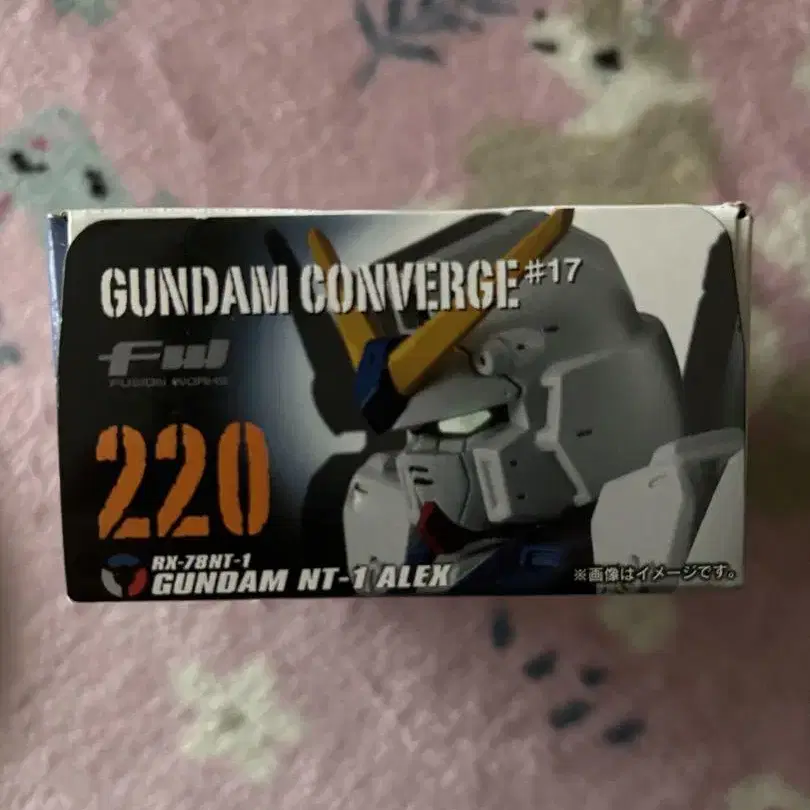 GUNDAM CONVERGE #17
FW
FUSION WORKS
220
RX-78NT-1
GUNDAM NT-1 ALEX
※画像はイメージです。